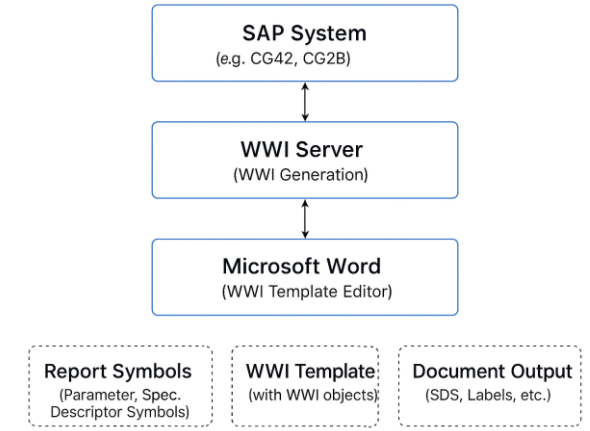 SAP System
(e.g. CG42, CG2B)
WWI Server
(WWI Generation)
Microsoft Word
(WWI Template Editor)
Report Symbols
(Parameter, Spec.
Descriptor Symbols)
WWI Template
(with WWI objects)
Document Output
(SDS, Labels, etc.)